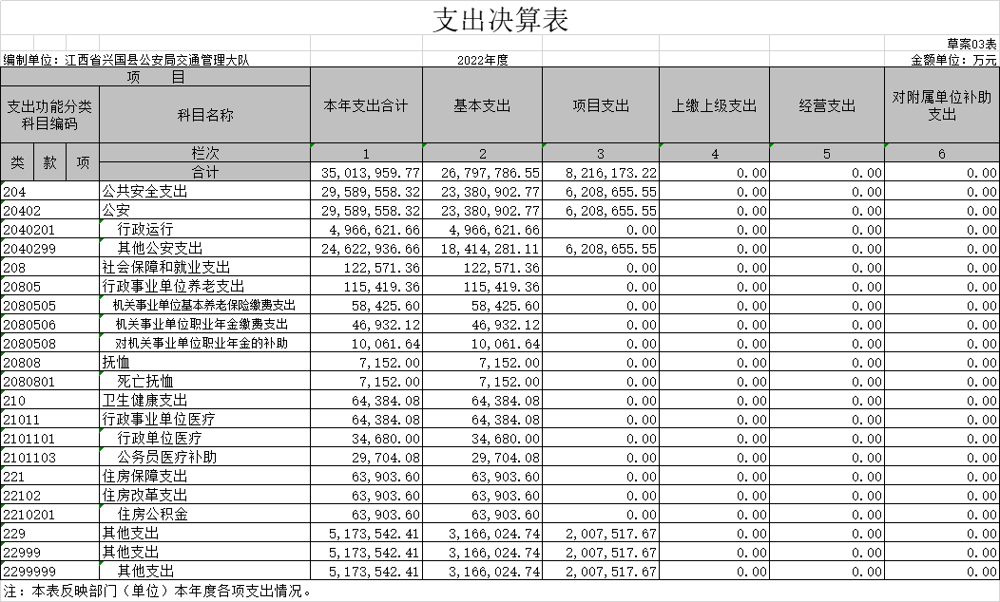 支出决算表
草案03表
编制单位：江西省兴国县公安局交通管理大队 2022年度 金额单位：万元
项 目 本年支出合计 基本支出 项目支出 上缴上级支出 经营支出 对附属单位补助支出
支出功能分类科目编码 科目名称
类 款 项 栏次 1 2 3 4 5 6
合计 35,013,959.77 26,797,786.55 8,216,173.22 0.00 0.00 0.00
204 公共安全支出 29,589,558.32 23,380,902.77 6,208,655.55 0.00 0.00 0.00
20402 公安 29,589,558.32 23,380,902.77 6,208,655.55 0.00 0.00 0.00
2040201 行政运行 4,966,621.66 4,966,621.66 0.00 0.00 0.00 0.00
2040299 其他公安支出 24,622,936.66 18,414,281.11 6,208,655.55 0.00 0.00 0.00
208 社会保障和就业支出 122,571.36 122,571.36 0.00 0.00 0.00 0.00
20805 行政事业单位养老支出 115,419.36 115,419.36 0.00 0.00 0.00 0.00
2080505 机关事业单位基本养老保险缴费支出 58,425.60 58,425.60 0.00 0.00 0.00 0.00
2080506 机关事业单位职业年金缴费支出 46,932.12 46,932.12 0.00 0.00 0.00 0.00
2080508 对机关事业单位职业年金的补助 10,061.64 10,061.64 0.00 0.00 0.00 0.00
20808 抚恤 7,152.00 7,152.00 0.00 0.00 0.00 0.00
2080801 死亡抚恤 7,152.00 7,152.00 0.00 0.00 0.00 0.00
210 卫生健康支出 64,384.08 64,384.08 0.00 0.00 0.00 0.00
21011 行政事业单位医疗 64,384.08 64,384.08 0.00 0.00 0.00 0.00
2101101 行政单位医疗 34,680.00 34,680.00 0.00 0.00 0.00 0.00
2101103 公务员医疗补助 29,704.08 29,704.08 0.00 0.00 0.00 0.00
221 住房保障支出 63,903.60 63,903.60 0.00 0.00 0.00 0.00
22102 住房改革支出 63,903.60 63,903.60 0.00 0.00 0.00 0.00
2210201 住房公积金 63,903.60 63,903.60 0.00 0.00 0.00 0.00
229 其他支出 5,173,542.41 3,166,024.74 2,007,517.67 0.00 0.00 0.00
22999 其他支出 5,173,542.41 3,166,024.74 2,007,517.67 0.00 0.00 0.00
2299999 其他支出 5,173,542.41 3,166,024.74 2,007,517.67 0.00 0.00 0.00
注：本表反映部门（单位）本年度各项支出情况。